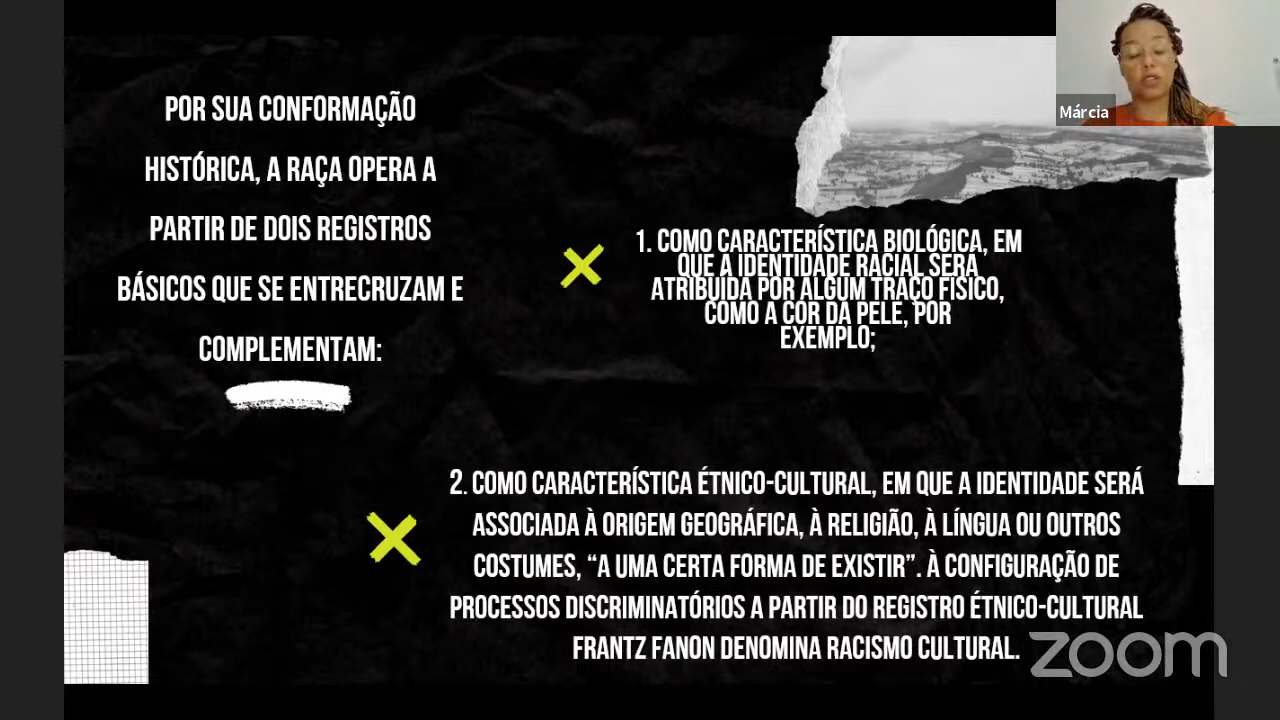 POR SUA CONFORMAÇÃO
HISTÓRICA, A RAÇA OPERA A
PARTIR DE DOIS REGISTROS
BÁSICOS QUE SE ENTRECRUZAM E
COMPLEMENTAM:
1. COMO CARACTERÍSTICA BIOLÓGICA, EM
QUE A IDENTIDADE RACIAL SERÁ
ATRIBUÍDA POR ALGUM TRAÇO FÍSICO,
COMO A COR DA PELE, POR
EXEMPLO;
2. COMO CARACTERÍSTICA ÉTNICO-CULTURAL, EM QUE A IDENTIDADE SERÁ
ASSOCIADA À ORIGEM GEOGRÁFICA, À RELIGIÃO, À LÍNGUA OU OUTROS
COSTUMES, “A UMA CERTA FORMA DE EXISTIR”. À CONFIGURAÇÃO DE
PROCESSOS DISCRIMINATÓRIOS A PARTIR DO REGISTRO ÉTNICO-CULTURAL
FRANTZ FANON DENOMINA RACISMO CULTURAL.
Márcia
zoom